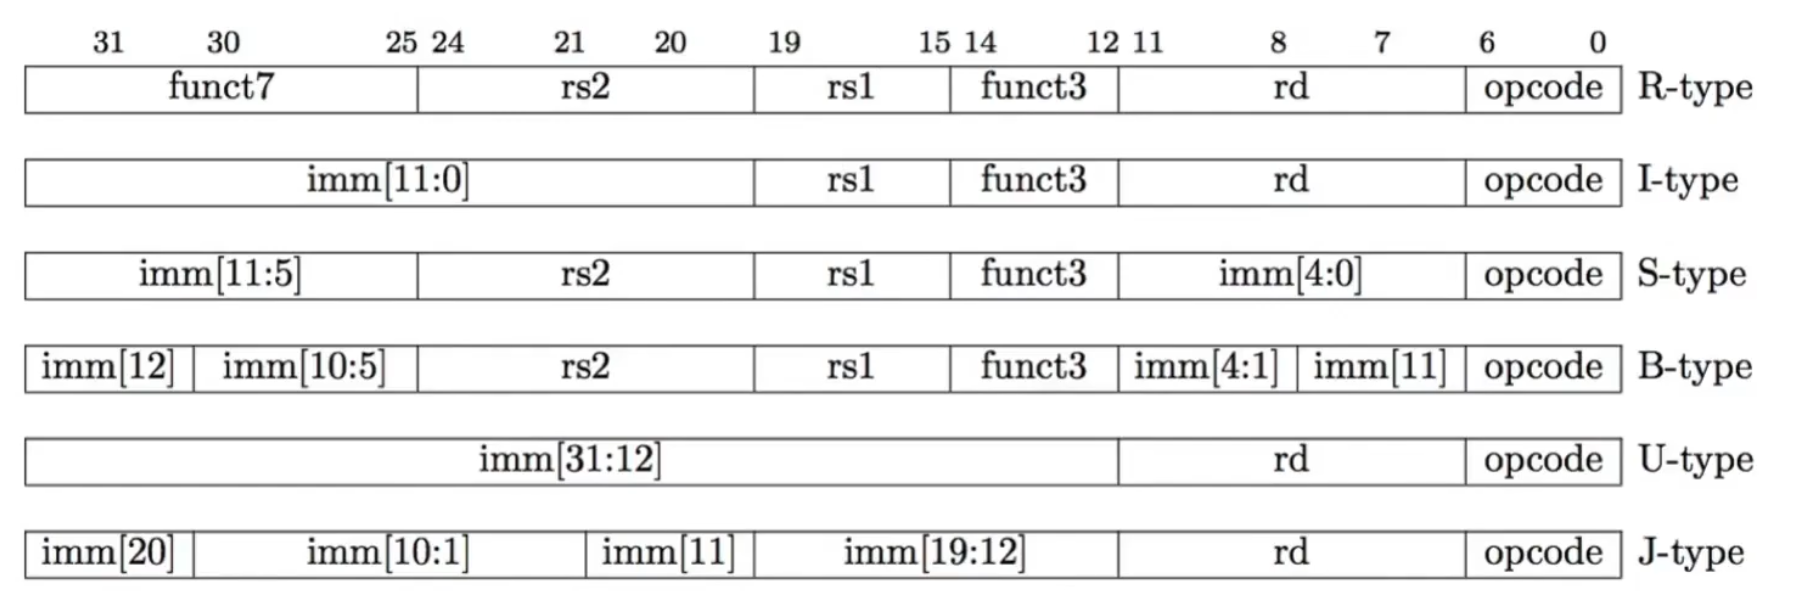 31 30 25 24 21 20 19 15 14 12 11 8 7 6 0
funct7 rs2 rs1 funct3 rd opcode R-type
imm[11:0] rs1 funct3 rd opcode I-type
imm[11:5] rs2 rs1 funct3 imm[4:0] opcode S-type
imm[12] imm[10:5] rs2 rs1 funct3 imm[4:1] imm[11] opcode B-type
imm[31:12] rd opcode U-type
imm[20] imm[10:1] imm[11] imm[19:12] rd opcode J-type